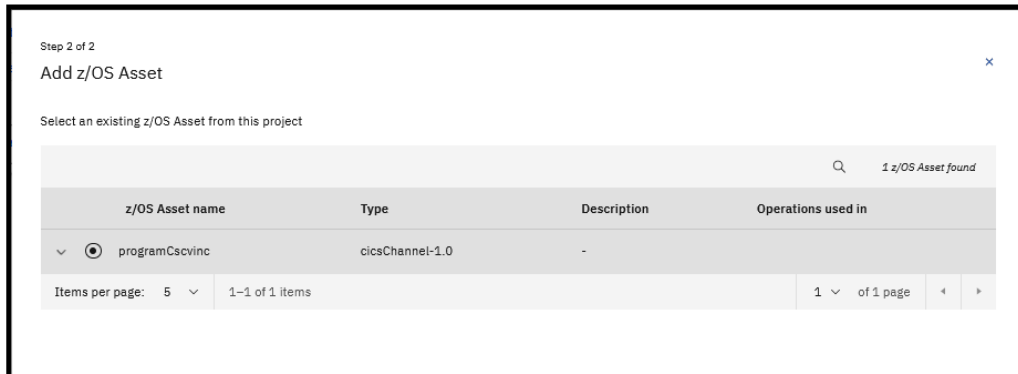 Step 2 of 2
Add z/OS Asset
Select an existing z/OS Asset from this project
1 z/OS Asset found
z/OS Asset name Type Description Operations used in
programCscvinc cicsChannel-1.0 -
Items per page: 5 1–1 of 1 items 1 of 1 page